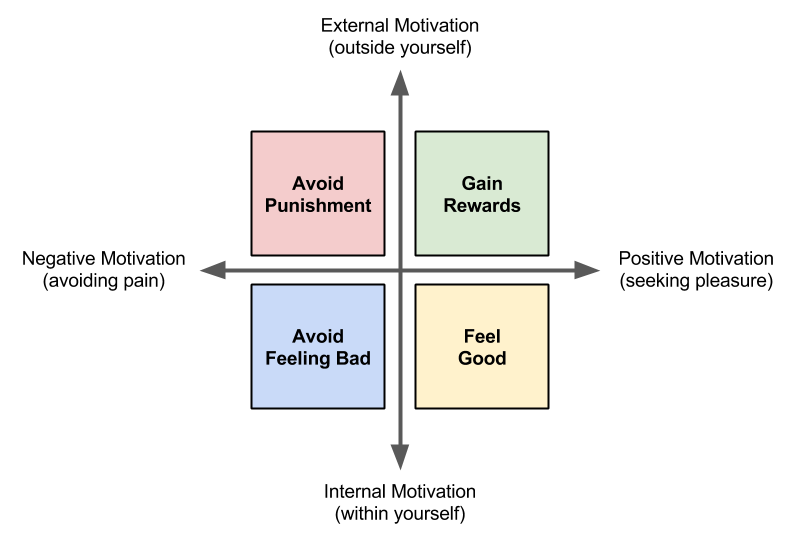 External Motivation
(outside yourself)
Avoid
Punishment
Gain
Rewards
Negative Motivation
(avoiding pain)
Positive Motivation
(seeking pleasure)
Avoid
Feeling Bad
Feel
Good
Internal Motivation
(within yourself)